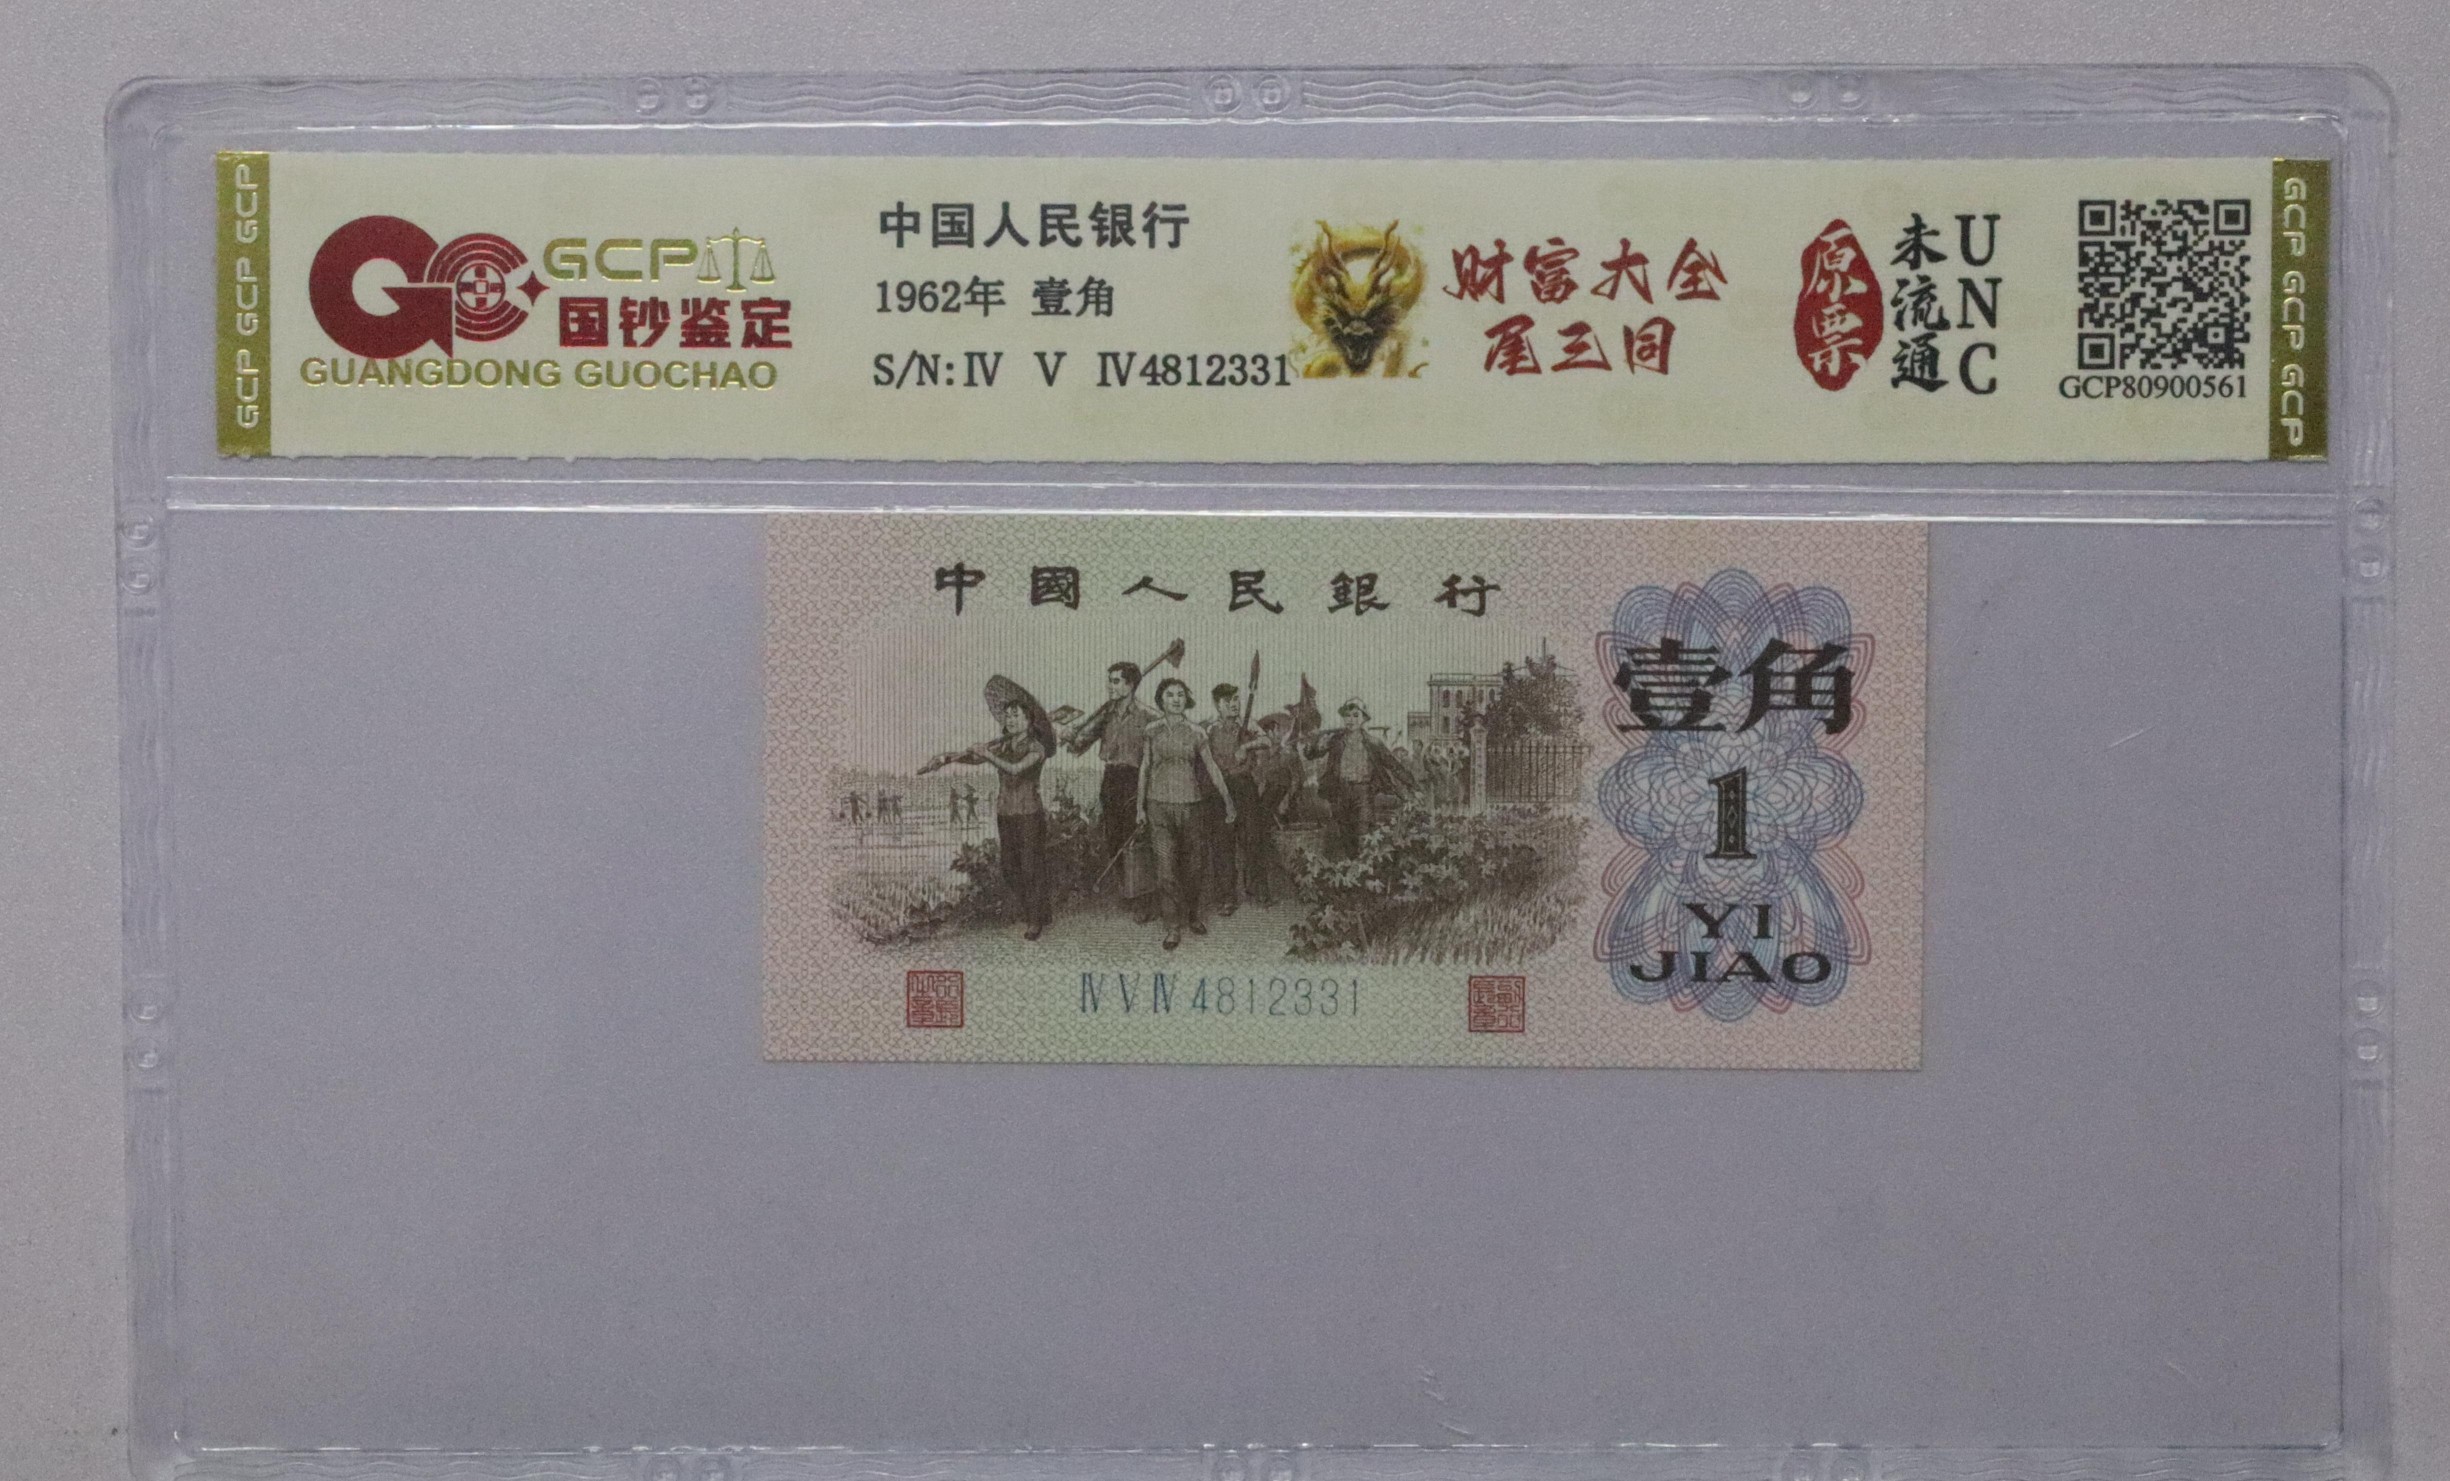 GCP GCP GCP
GCP
国钞鉴定
GUANGDONG GUOCHAO
中国人民银行
1962年 壹角
S/N:Ⅳ Ⅴ Ⅳ4812331
财富大全
尾三同
原票
未流通
UNC
GCP80900561
GCP GCP GCP
中國人民銀行
壹角
1
YI
JIAO
Ⅳ Ⅴ Ⅳ 4812331